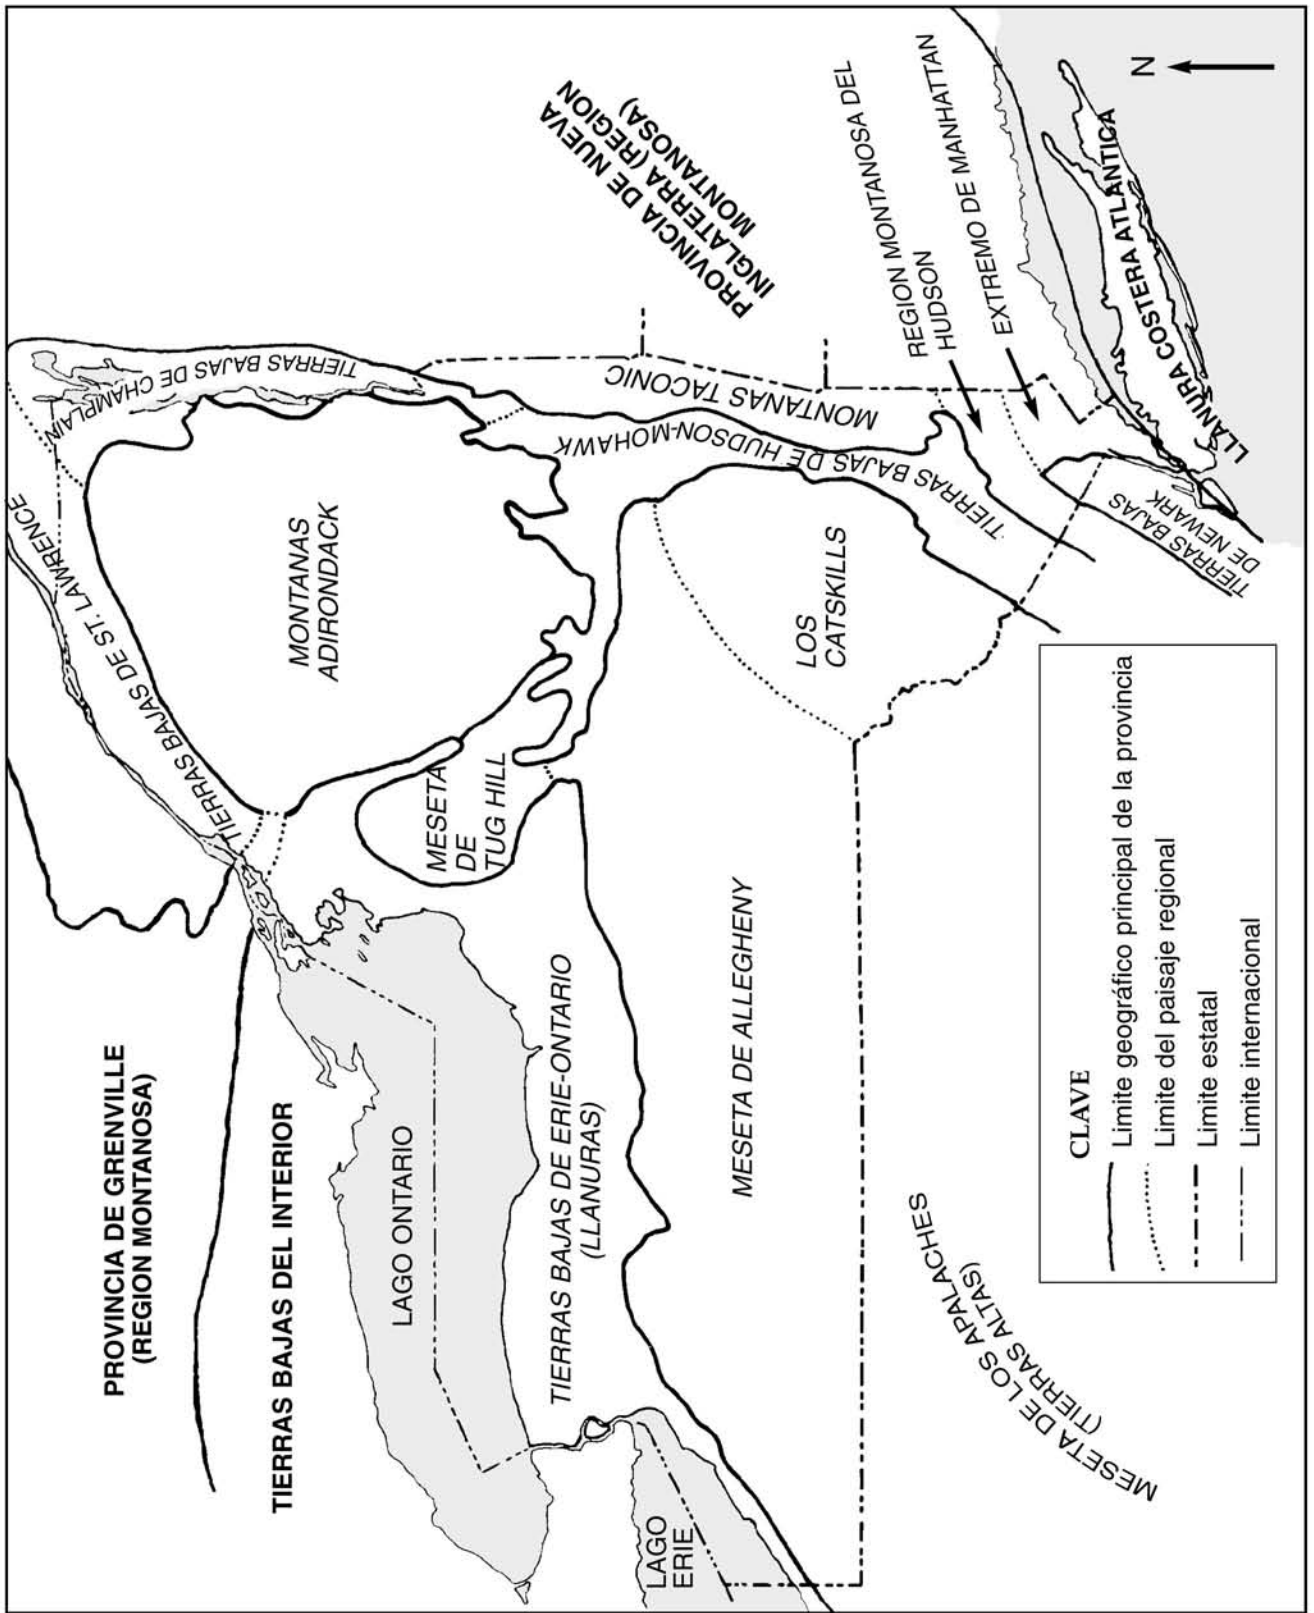 PROVINCIA DE GRENVILLE
(REGION MONTANOSA)
TIERRAS BAJAS DEL INTERIOR
LAGO ONTARIO
TIERRAS BAJAS DE ERIE-ONTARIO
(LLANURAS)
LAGO
ERIE
MESETA DE ALLEGHENY
MESETA DE LOS APALACHES
(TIERRAS ALTAS)
MESETA
DE
TUG HILL
TIERRAS BAJAS DE ST. LAWRENCE
MONTANAS
ADIRONDACK
TIERRAS BAJAS DE CHAMPLAIN
LOS
CATSKILLS
TIERRAS BAJAS DE HUDSON-MOHAWK
MONTANAS TACONIC
PROVINCIA DE NUEVA
INGLATERRA (REGION
MONTANOSA)
REGION MONTANOSA DEL
HUDSON
EXTREMO DE MANHATTAN
TIERRAS BAJAS
DE NEWARK
LLANURA COSTERA ATLANTICA
N
CLAVE
Limite geográfico principal de la provincia
Limite del paisaje regional
Limite estatal
Limite internacional